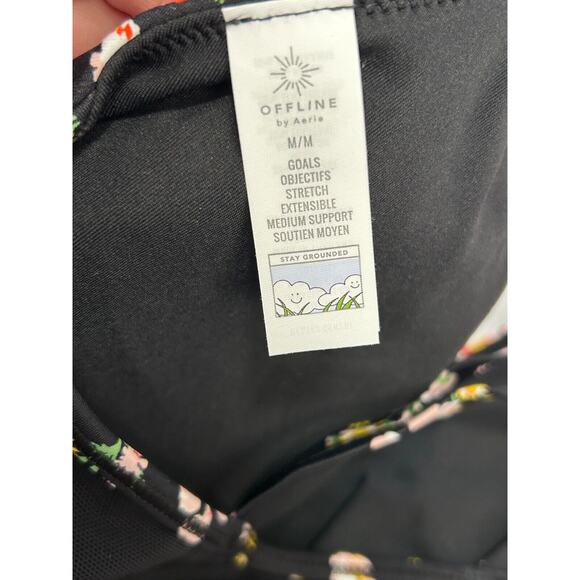 OFFLINE
by Aerie
M/M
GOALS
OBJECTIFS
STRETCH
EXTENSIBLE
MEDIUM SUPPORT
SOUTIEN MOYEN
STAY GROUNDED